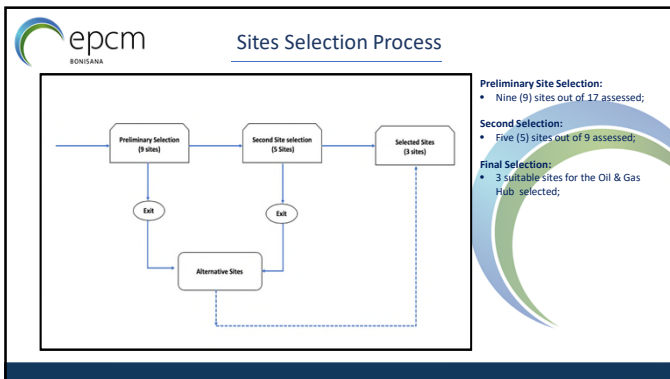 epcm
BONISANA
Sites Selection Process
Preliminary Selection
(9 sites)
Second Site selection
(5 Sites)
Selected Sites
(3 sites)
Exit
Exit
Alternative Sites
Preliminary Site Selection:
• Nine (9) sites out of 17 assessed;
Second Selection:
• Five (5) sites out of 9 assessed;
Final Selection:
• 3 suitable sites for the Oil & Gas
Hub selected;